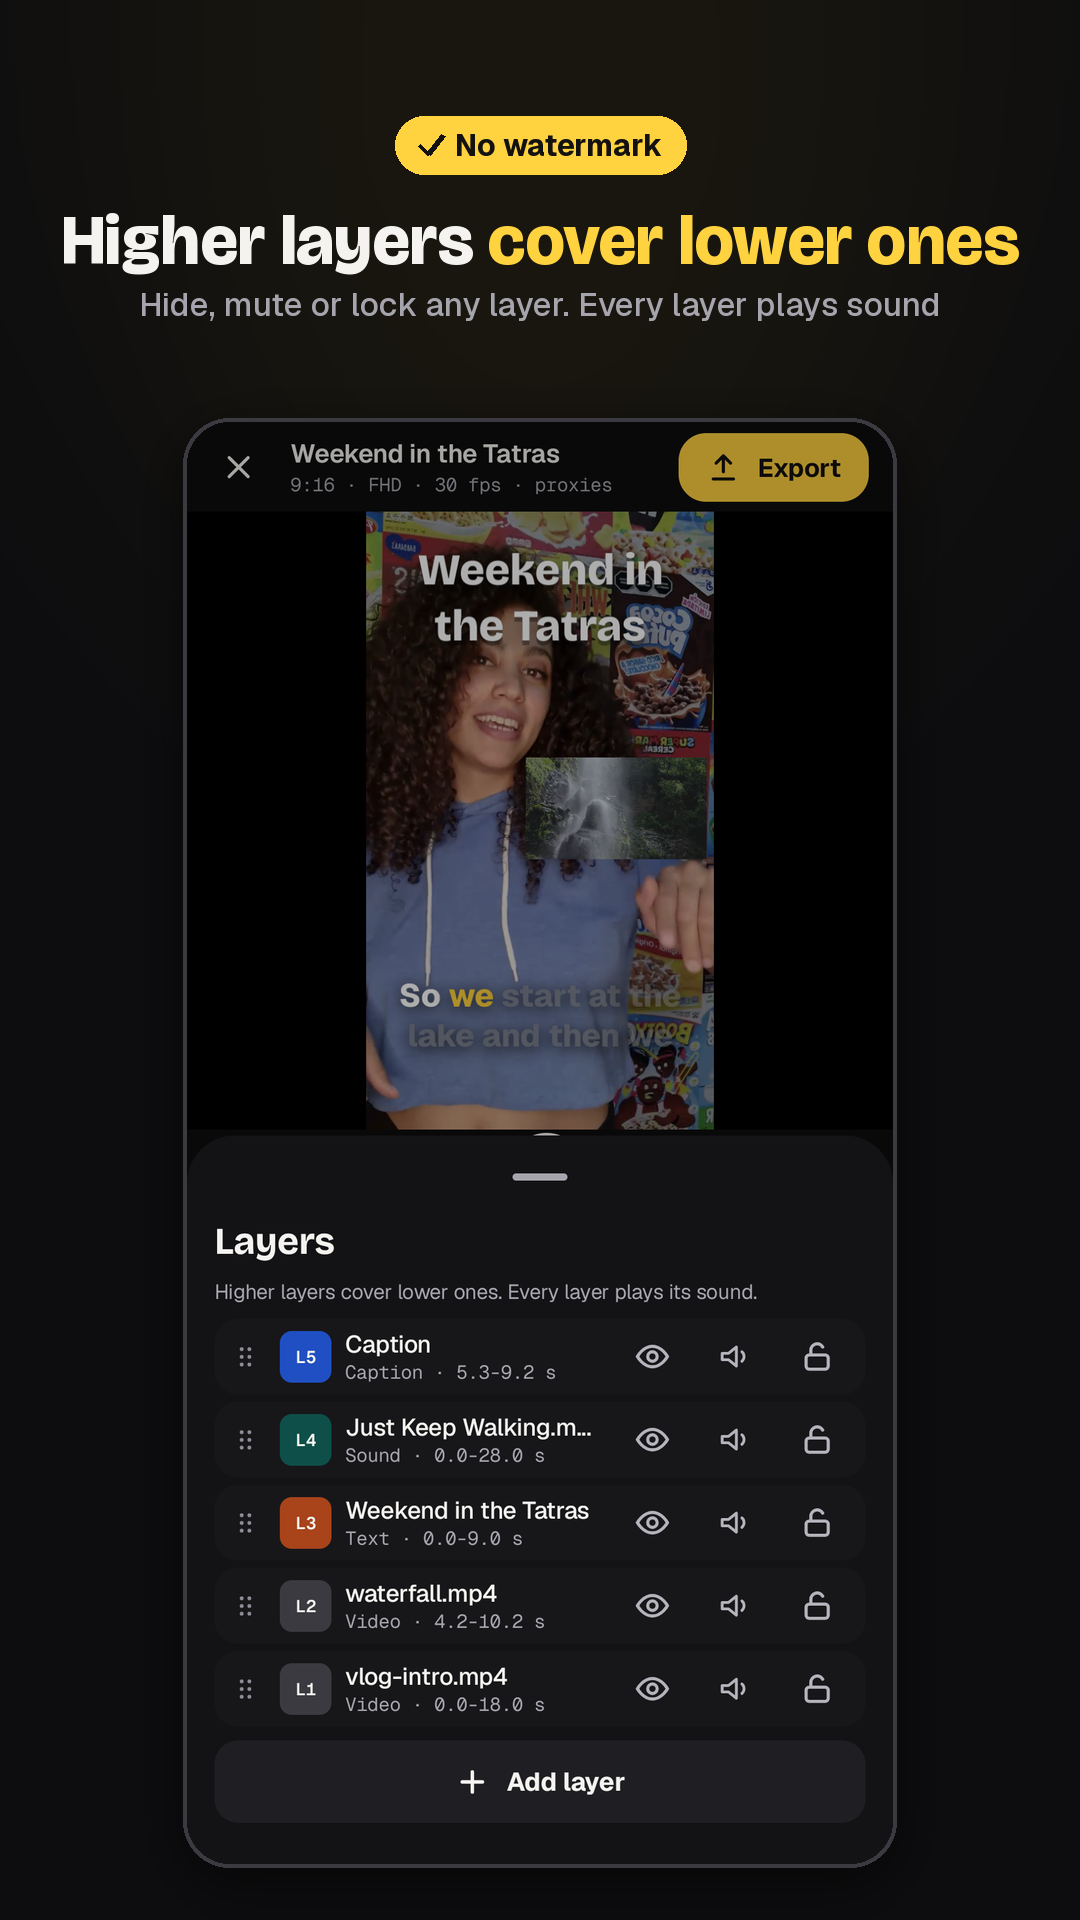 No watermark
Higher layers cover lower ones
Hide, mute or lock any layer. Every layer plays sound
Weekend in the Tatras
9:16 · FHD · 30 fps · proxies
Export
Weekend in
the Tatras
So we start at the
lake and then we
Layers
Higher layers cover lower ones. Every layer plays its sound.
L5 Caption
Caption · 5.3–9.2 s
L4 Just Keep Walking.m...
Sound · 0.0–28.0 s
L3 Weekend in the Tatras
Text · 0.0–9.0 s
L2 waterfall.mp4
Video · 4.2–10.2 s
L1 vlog-intro.mp4
Video · 0.0–18.0 s
Add layer